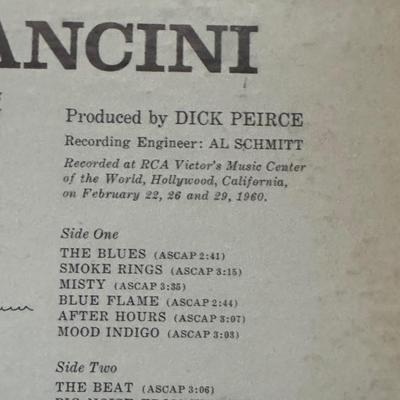 ANCINI
Produced by DICK PEIRCE
Recording Engineer: AL SCHMITT
Recorded at RCA Victor's Music Center
of the World, Hollywood, California,
on February 22, 26 and 29, 1960.
Side One
THE BLUES (ASCAP 2:41)
SMOKE RINGS (ASCAP 3:15)
MISTY (ASCAP 3:35)
BLUE FLAME (ASCAP 2:44)
AFTER HOURS (ASCAP 3:07)
MOOD INDIGO (ASCAP 3:03)
Side Two
THE BEAT (ASCAP 3:06)
BIG NOISE FROM